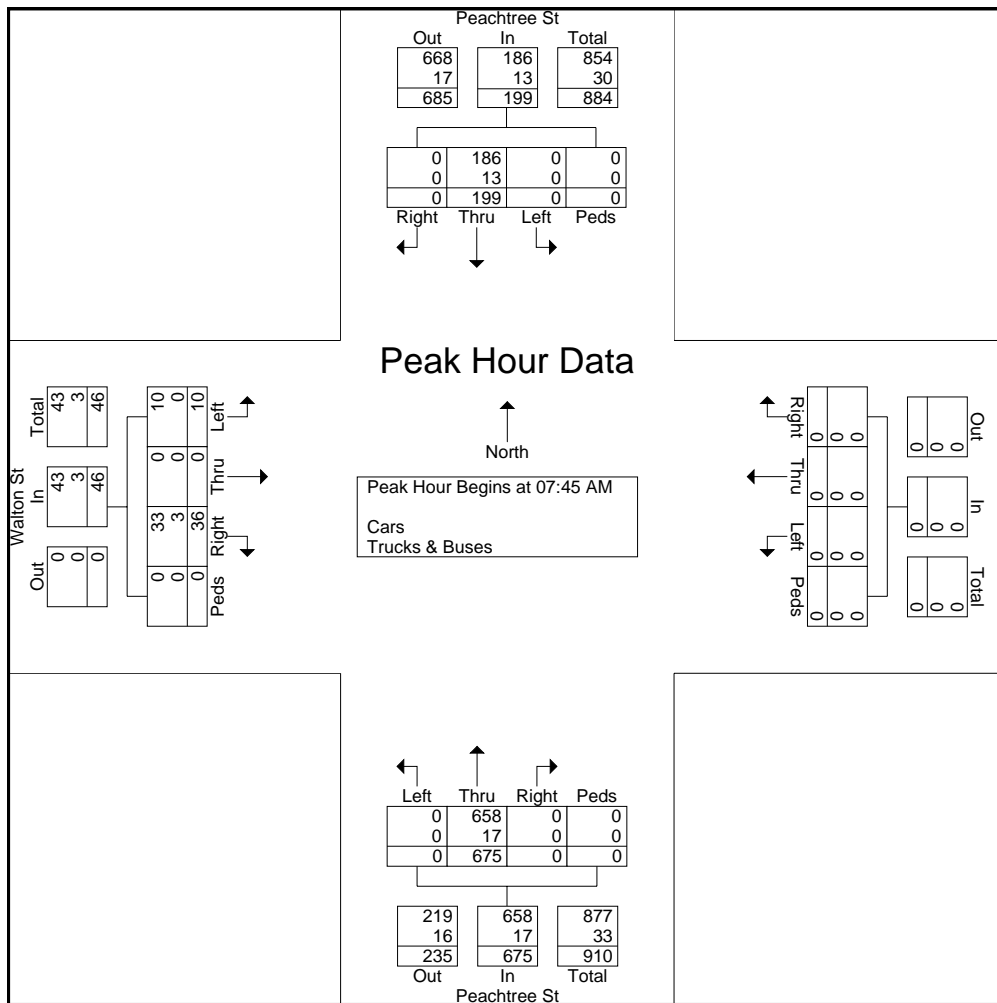 Peachtree St
Out In Total
668 186 854
17 13 30
685 199 884
0 186 0 0
0 13 0 0
0 199 0 0
Right Thru Left Peds
Peak Hour Data
North
Peak Hour Begins at 07:45 AM
Cars
Trucks & Buses
Walton St
Out In Total
0 43 43
0 3 3
0 46 46
Peds Right Thru Left
0 33 0 10
0 3 0 0
0 36 0 10
Right Thru Left Peds
0 0 0 0
0 0 0 0
0 0 0 0
Out In Total
0 0 0
0 0 0
0 0 0
Left Thru Right Peds
0 658 0 0
0 17 0 0
0 675 0 0
219 658 877
16 17 33
235 675 910
Out In Total
Peachtree St